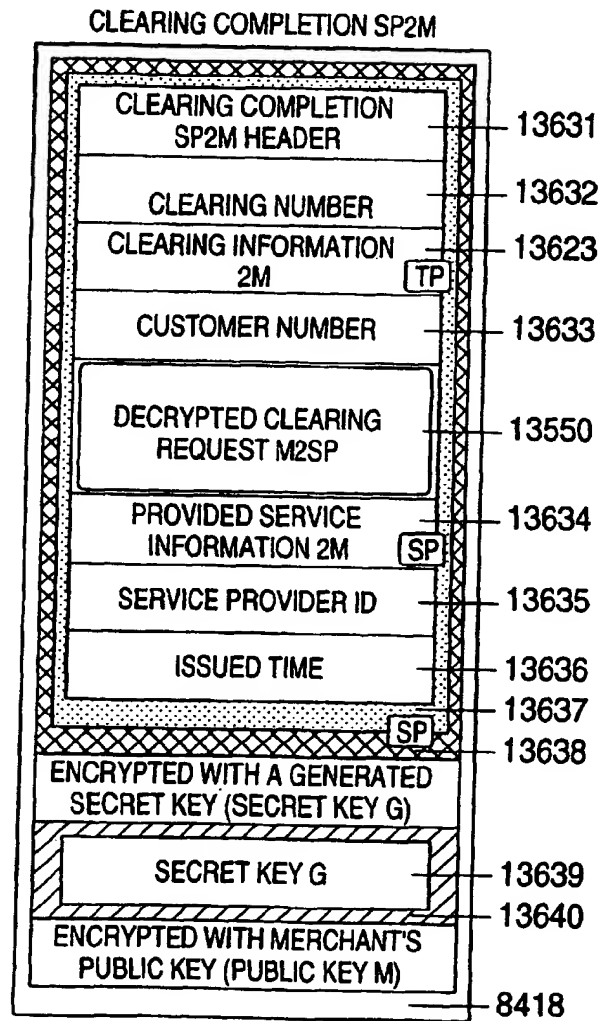 CLEARING COMPLETION SP2M
CLEARING COMPLETION
SP2M HEADER
13631
CLEARING NUMBER
13632
CLEARING INFORMATION
2M
TP
13623
CUSTOMER NUMBER
13633
DECRYPTED CLEARING
REQUEST M2SP
13550
PROVIDED SERVICE
INFORMATION 2M
SP
13634
SERVICE PROVIDER ID
13635
ISSUED TIME
13636
13637
SP
13638
ENCRYPTED WITH A GENERATED
SECRET KEY (SECRET KEY G)
SECRET KEY G
13639
13640
ENCRYPTED WITH MERCHANT'S
PUBLIC KEY (PUBLIC KEY M)
8418